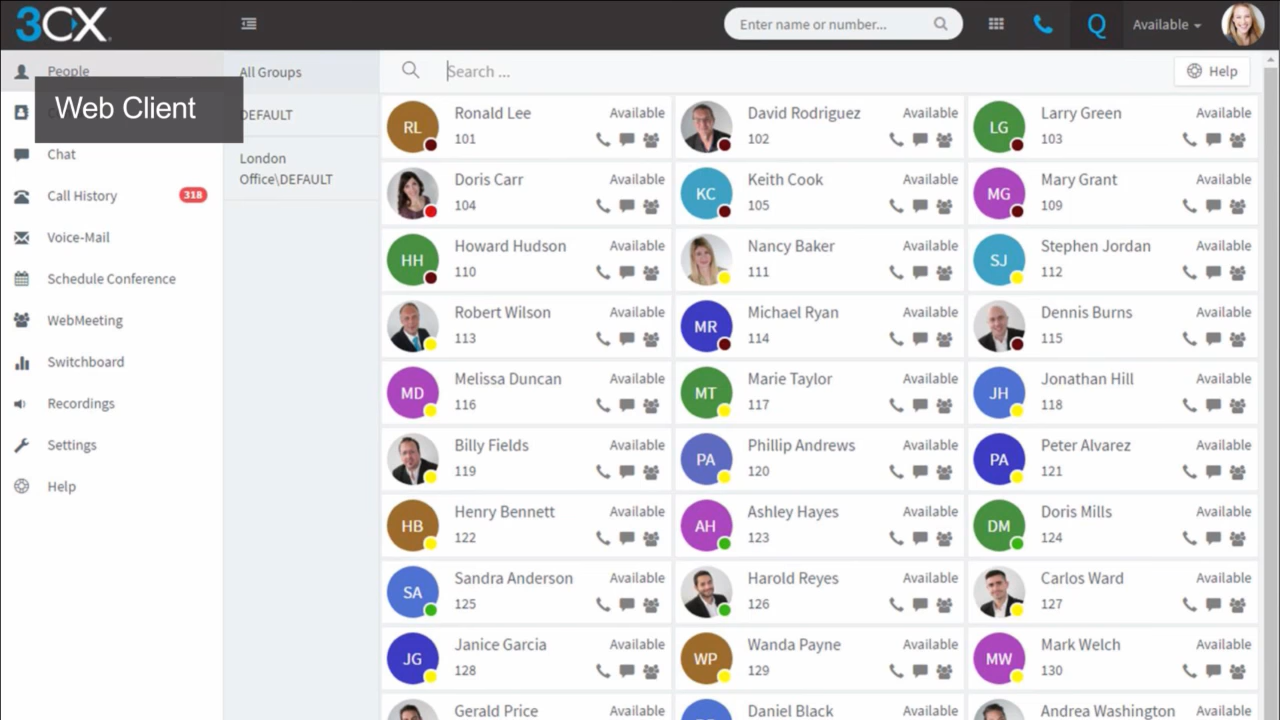 3CX
Enter name or number...
Q
Available
People
Web Client
Chat
Call History
318
Voice-Mail
Schedule Conference
WebMeeting
Switchboard
Recordings
Settings
Help
All Groups
DEFAULT
London
Office\DEFAULT
Search ...
Help
RL
Ronald Lee
Available
101
David Rodriguez
Available
102
LG
Larry Green
Available
103
Doris Carr
Available
104
KC
Keith Cook
Available
105
MG
Mary Grant
Available
109
HH
Howard Hudson
Available
110
Nancy Baker
Available
111
SJ
Stephen Jordan
Available
112
Robert Wilson
Available
113
MR
Michael Ryan
Available
114
Dennis Burns
Available
115
MD
Melissa Duncan
Available
116
MT
Marie Taylor
Available
117
JH
Jonathan Hill
Available
118
Billy Fields
Available
119
PA
Phillip Andrews
Available
120
PA
Peter Alvarez
Available
121
HB
Henry Bennett
Available
122
AH
Ashley Hayes
Available
123
DM
Doris Mills
Available
124
SA
Sandra Anderson
Available
125
Harold Reyes
Available
126
Carlos Ward
Available
127
JG
Janice Garcia
Available
128
WP
Wanda Payne
Available
129
MW
Mark Welch
Available
130
Gerald Price
Available
Daniel Black
Available
Andrea Washington
Available